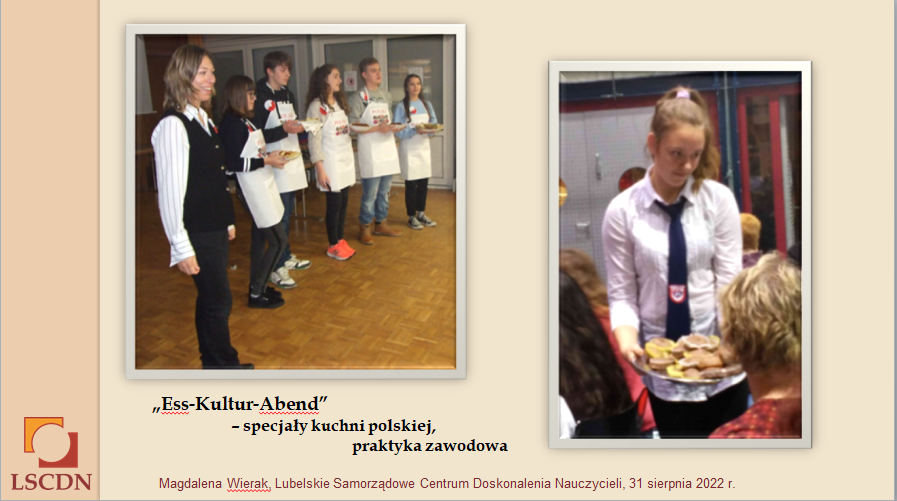 „Ess-Kultur-Abend”
– specjały kuchni polskiej,
praktyka zawodowa
LSCDN
Magdalena Wierak, Lubelskie Samorządowe Centrum Doskonalenia Nauczycieli, 31 sierpnia 2022 r.